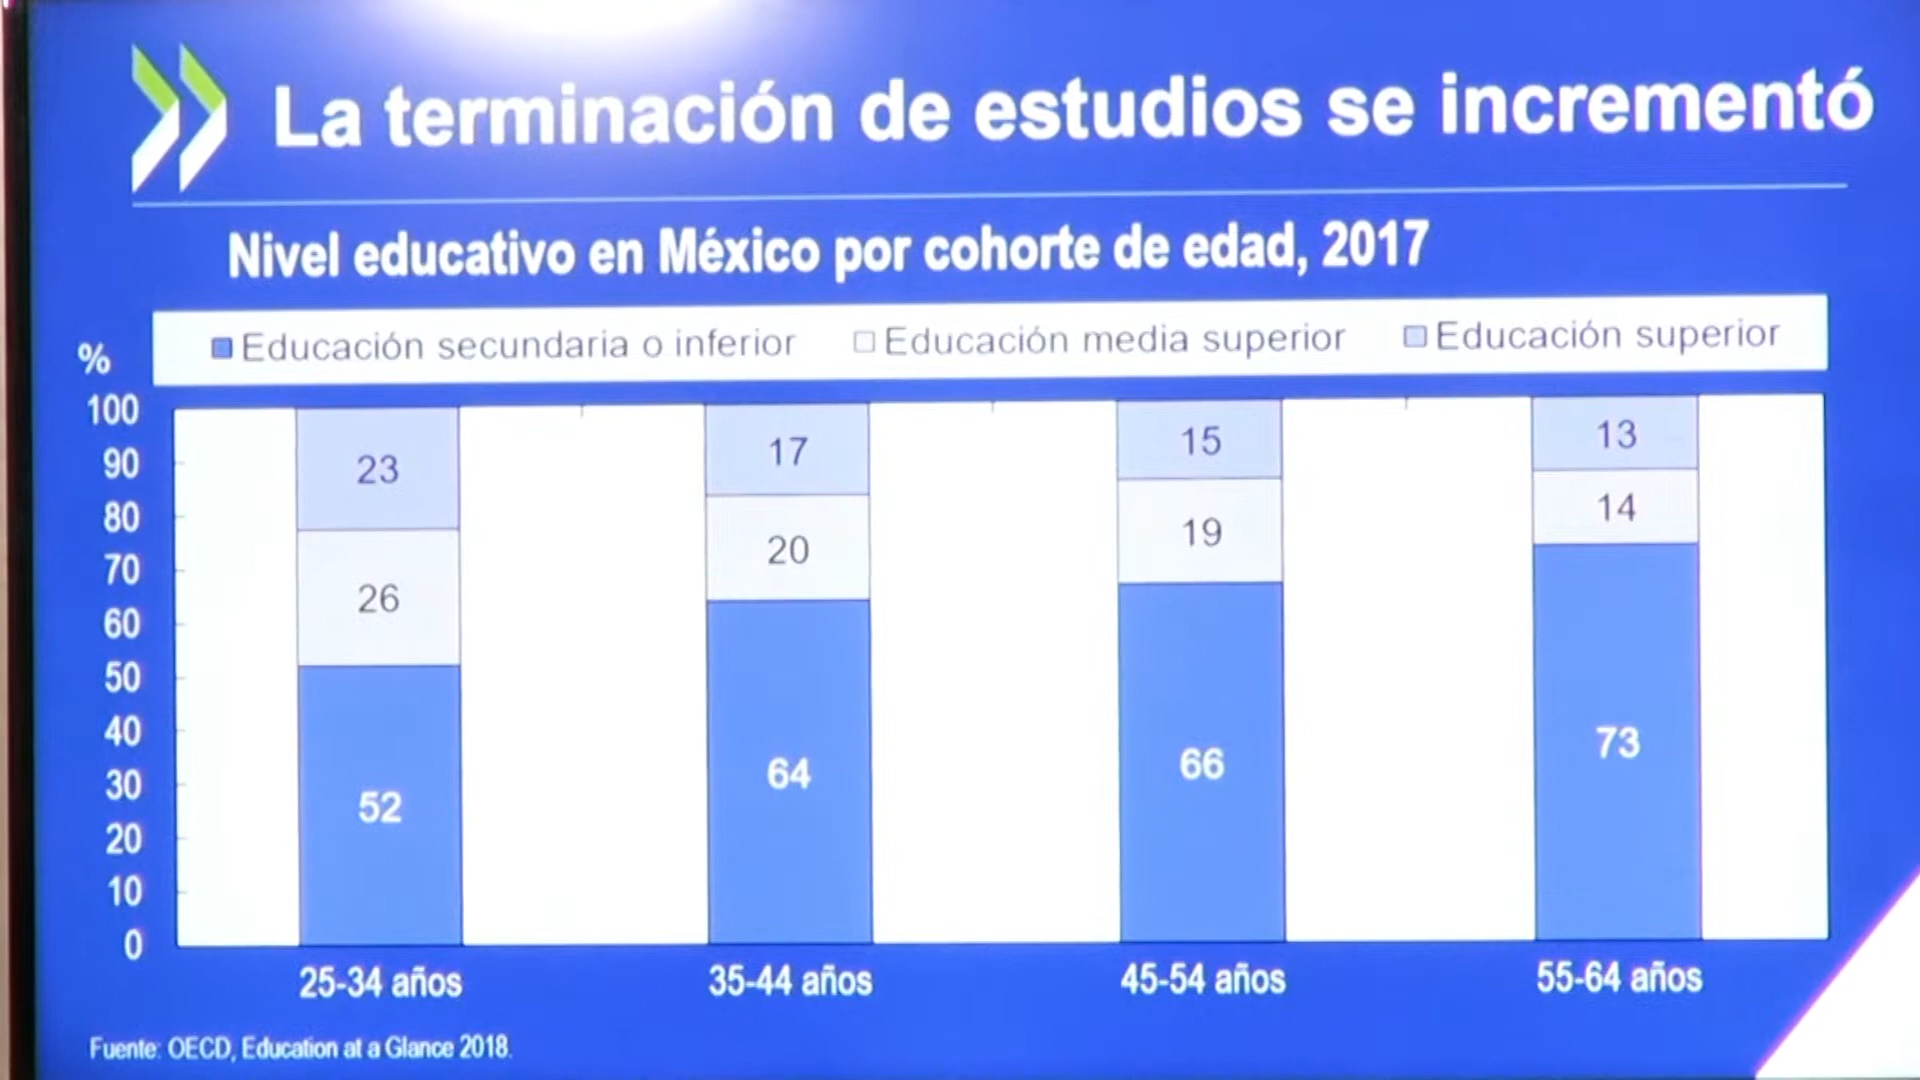 La terminación de estudios se incrementó
Nivel educativo en México por cohorte de edad, 2017
Educación secundaria o inferior Educación media superior Educación superior
%
100
90
80
70
60
50
40
30
20
10
0
23 17 15 13
26 20 19 14
52 64 66 73
25-34 años 35-44 años 45-54 años 55-64 años
Fuente: OECD, Education at a Glance 2018.